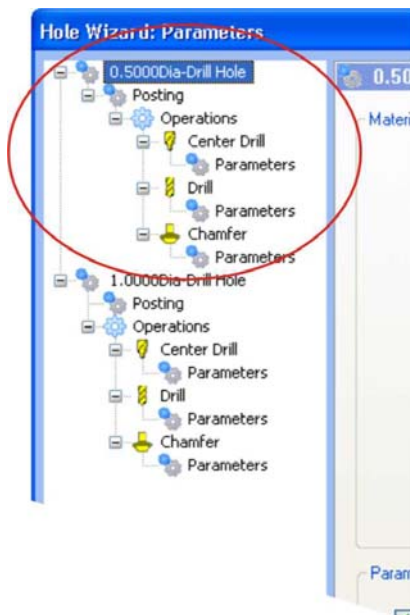 Hole Wizard: Parameters
0.5000Dia-Drill Hole
Posting
Operations
Center Drill
Parameters
Drill
Parameters
Chamfer
Parameters
1.0000Dia-Drill Hole
Posting
Operations
Center Drill
Parameters
Drill
Parameters
Chamfer
Parameters
0.50
Materi
Param